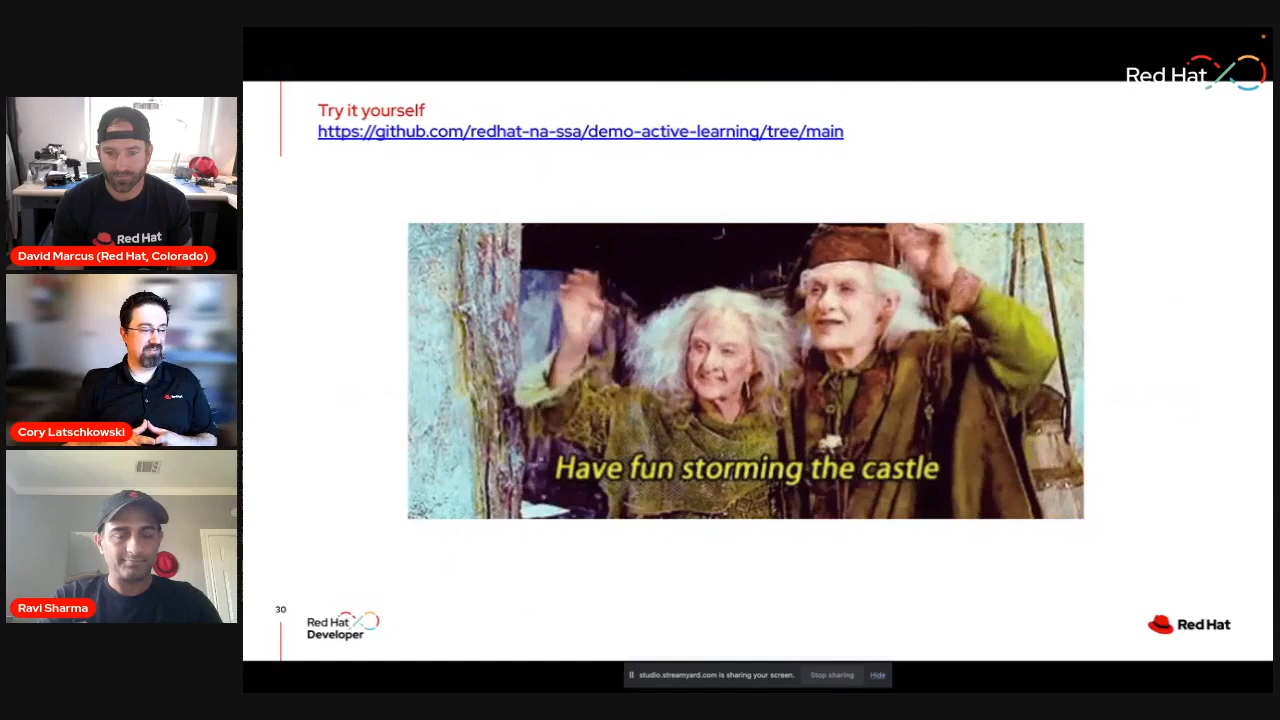 Red Hat
Try it yourself
https://github.com/redhat-na-ssa/demo-active-learning/tree/main
Red Hat
David Marcus (Red Hat, Colorado)
Red Hat
Cory Latschkowski
Ravi Sharma
Have fun storming the castle
30
Red Hat
Developer
Red Hat
studio.streamyard.com is sharing your screen.
Stop sharing
Hide